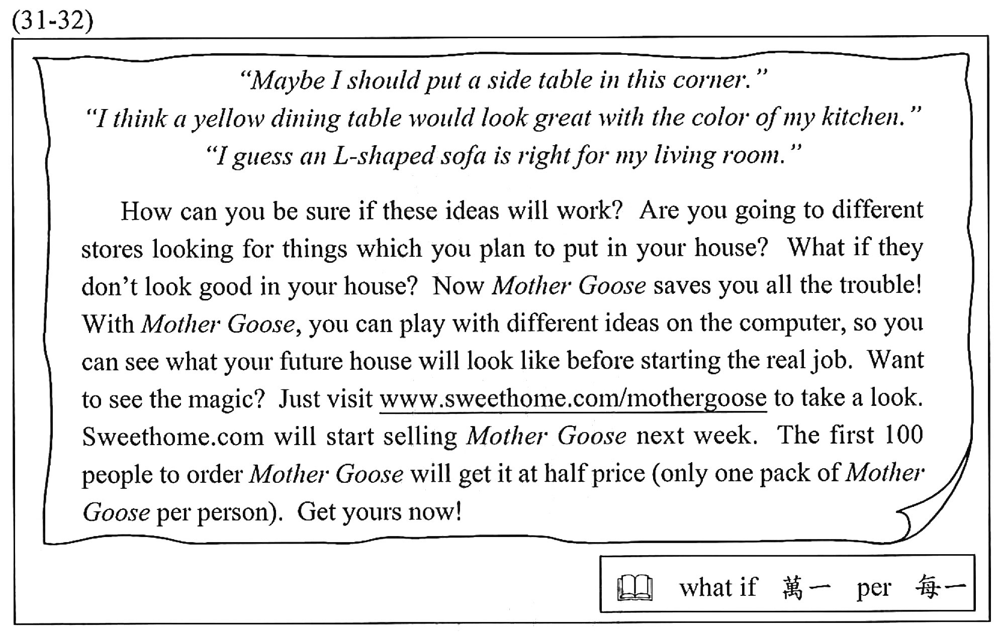 (31-32)
“Maybe I should put a side table in this corner.”
“I think a yellow dining table would look great with the color of my kitchen.”
“I guess an L-shaped sofa is right for my living room.”
How can you be sure if these ideas will work? Are you going to different
stores looking for things which you plan to put in your house? What if they
don’t look good in your house? Now Mother Goose saves you all the trouble!
With Mother Goose, you can play with different ideas on the computer, so you
can see what your future house will look like before starting the real job. Want
to see the magic? Just visit www.sweethome.com/mothergoose to take a look.
Sweethome.com will start selling Mother Goose next week. The first 100
people to order Mother Goose will get it at half price (only one pack of Mother
Goose per person). Get yours now!
what if 萬一 per 每一